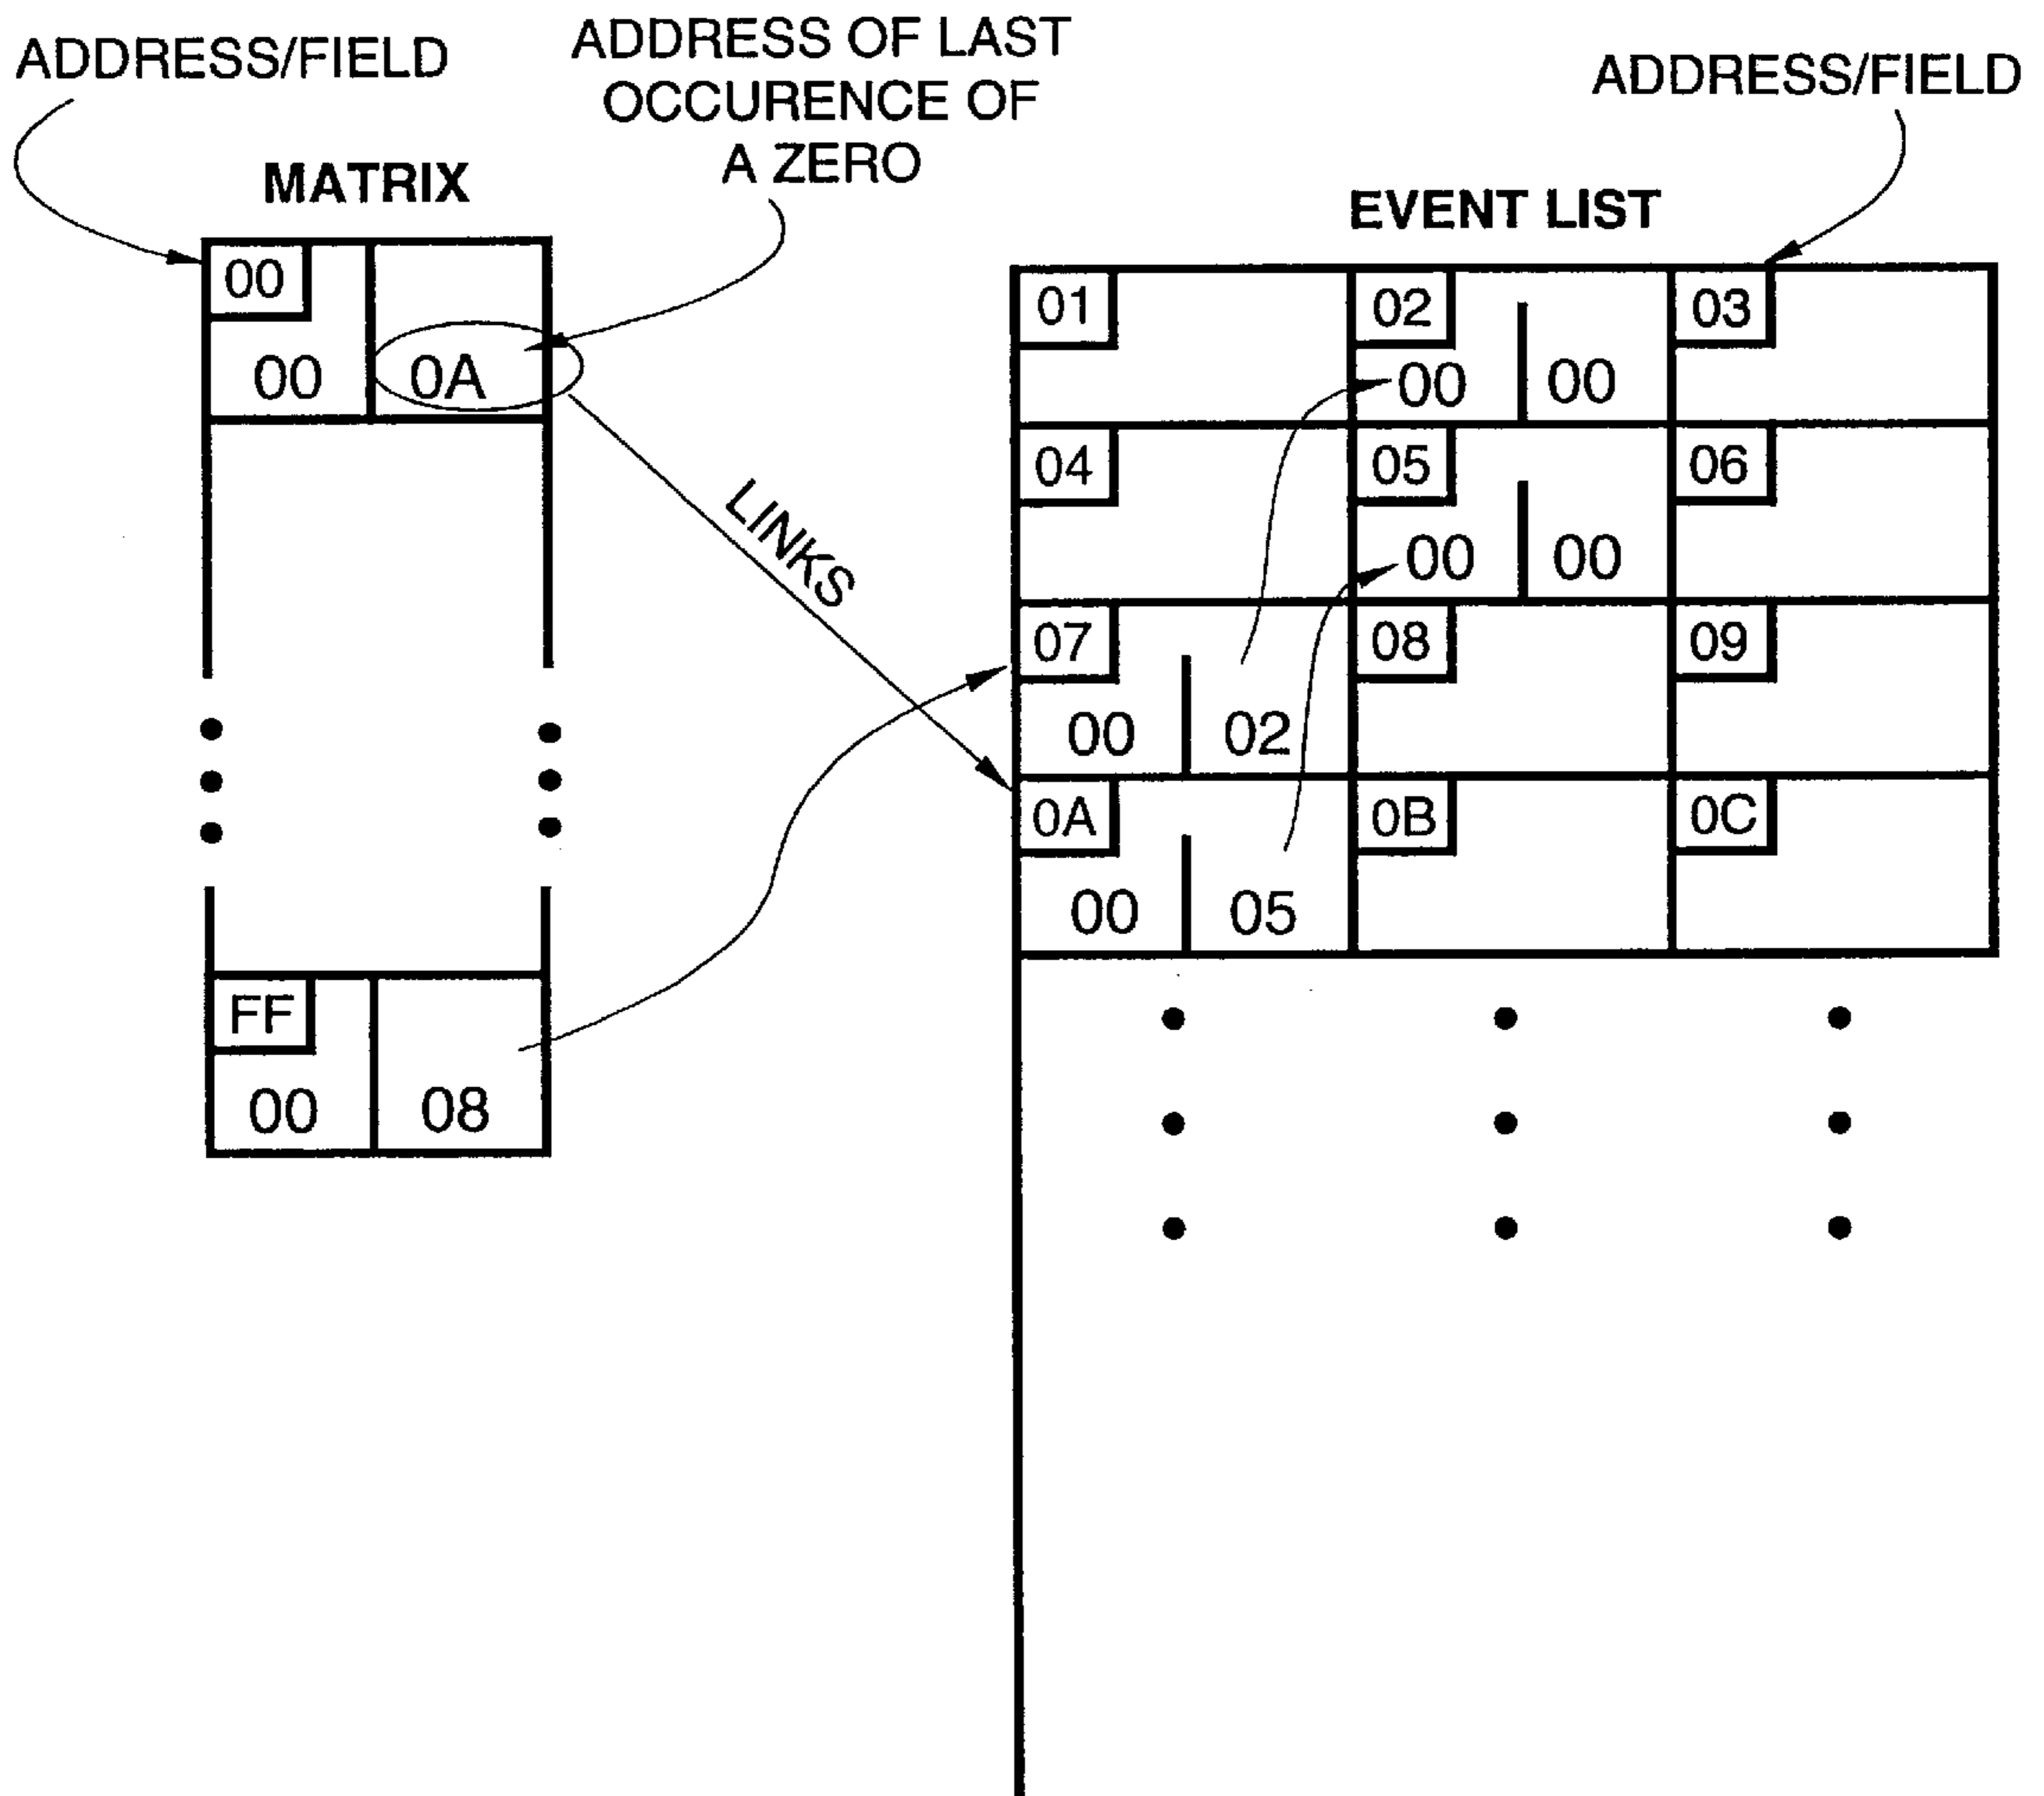 ADDRESS/FIELD
ADDRESS OF LAST
OCCURENCE OF
A ZERO
ADDRESS/FIELD
MATRIX
EVENT LIST
00
00 0A
LINKS
FF
00 08
01 02 03
00 00
04 05 06
00 00
07 08 09
00 02
0A 0B 0C
00 05